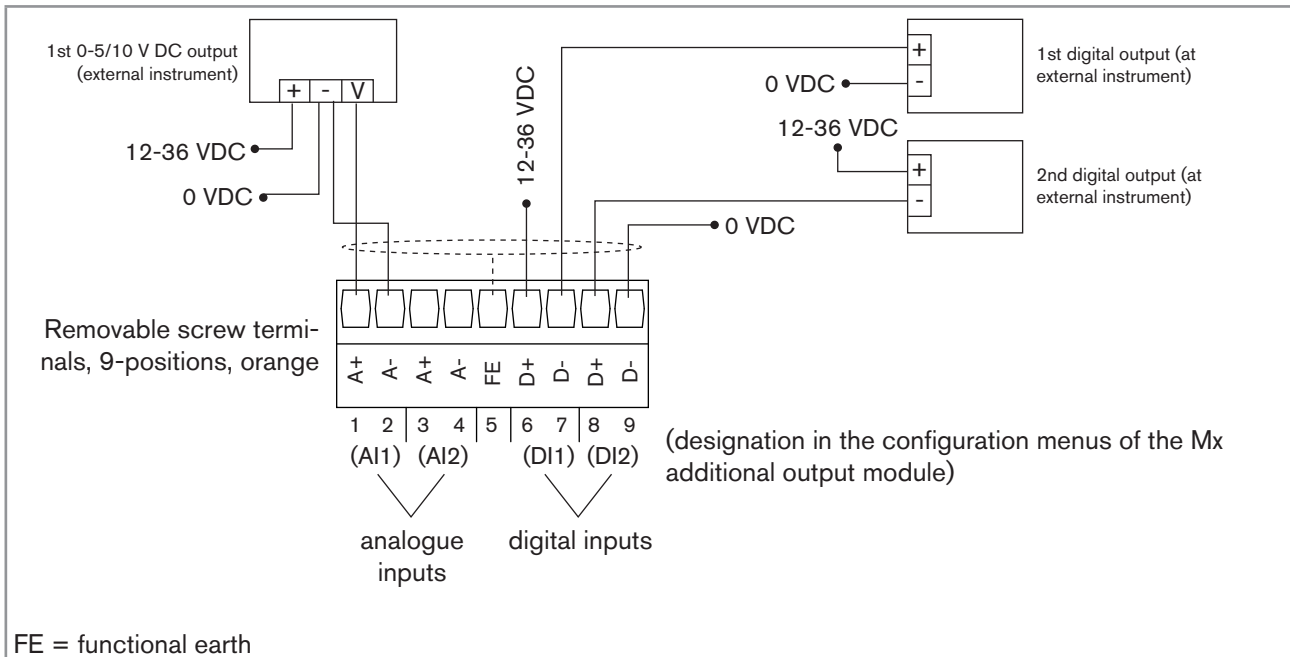 1st 0-5/10 V DC output
(external instrument)
+ - V
12-36 VDC
0 VDC
12-36 VDC
0 VDC
+
-
1st digital output (at
external instrument)
12-36 VDC
+
-
2nd digital output (at
external instrument)
0 VDC
Removable screw termi-
nals, 9-positions, orange
A+ A- A+ A- FE D+ D- D+ D-
1 2 3 4 5 6 7 8 9
(AI1) (AI2) (DI1) (DI2)
(designation in the configuration menus of the Mx
additional output module)
analogue
inputs
digital inputs
FE = functional earth